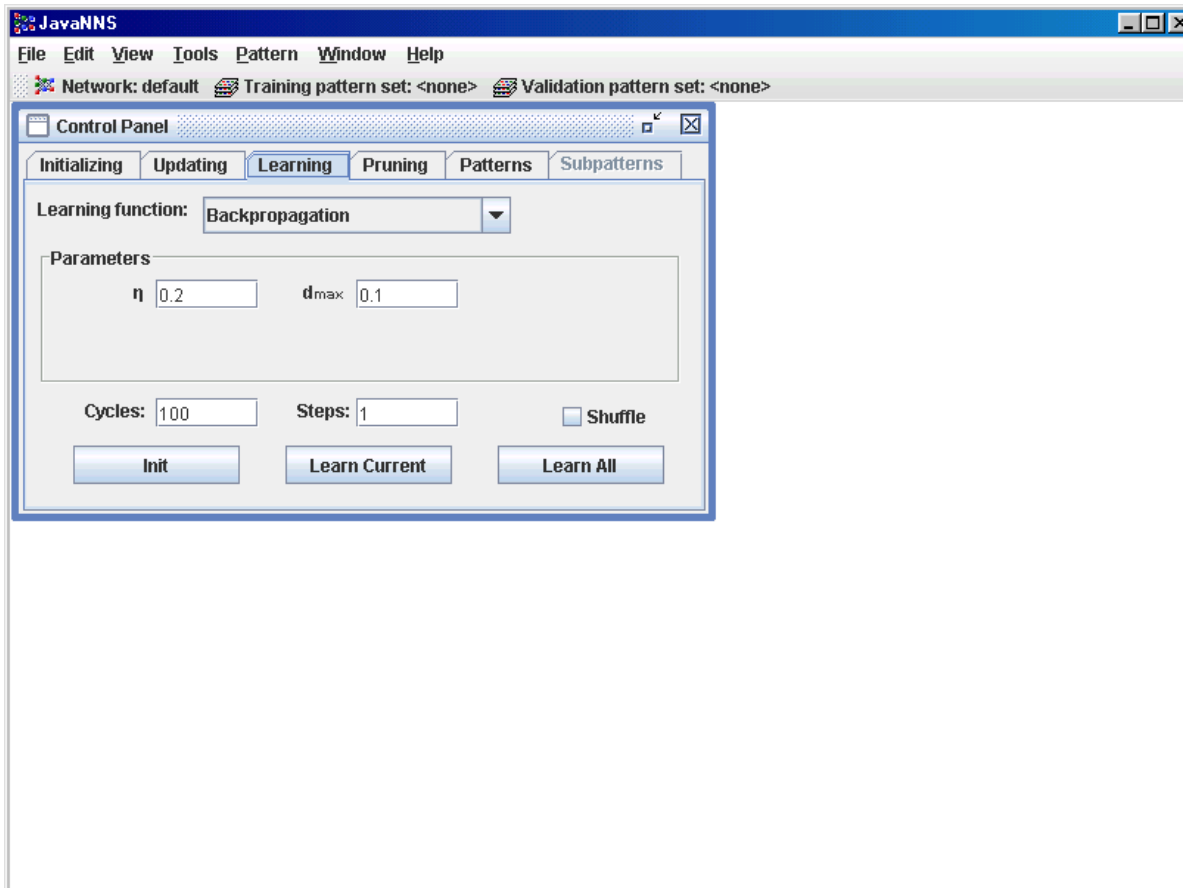 JavaNNS
File Edit View Tools Pattern Window Help
Network: default Training pattern set: <none> Validation pattern set: <none>
Control Panel
Initializing Updating Learning Pruning Patterns Subpatterns
Learning function: Backpropagation
Parameters
η 0.2 dmax 0.1
Cycles: 100 Steps: 1 Shuffle
Init Learn Current Learn All